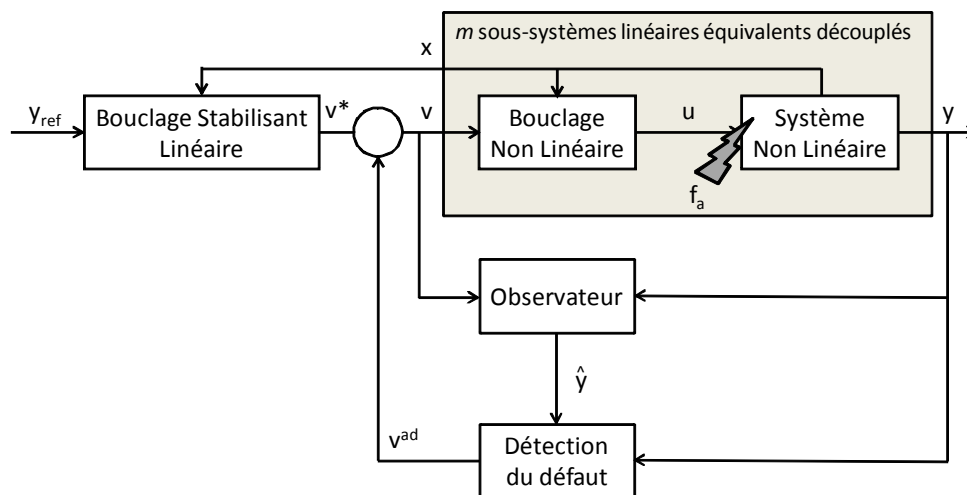 m sous-systèmes linéaires équivalents découplés
x
y_ref
Bouclage Stabilisant
Linéaire
v*
v
Bouclage
Non Linéaire
u
Système
Non Linéaire
y
f_a
Observateur
ŷ
v^ad
Détection
du défaut